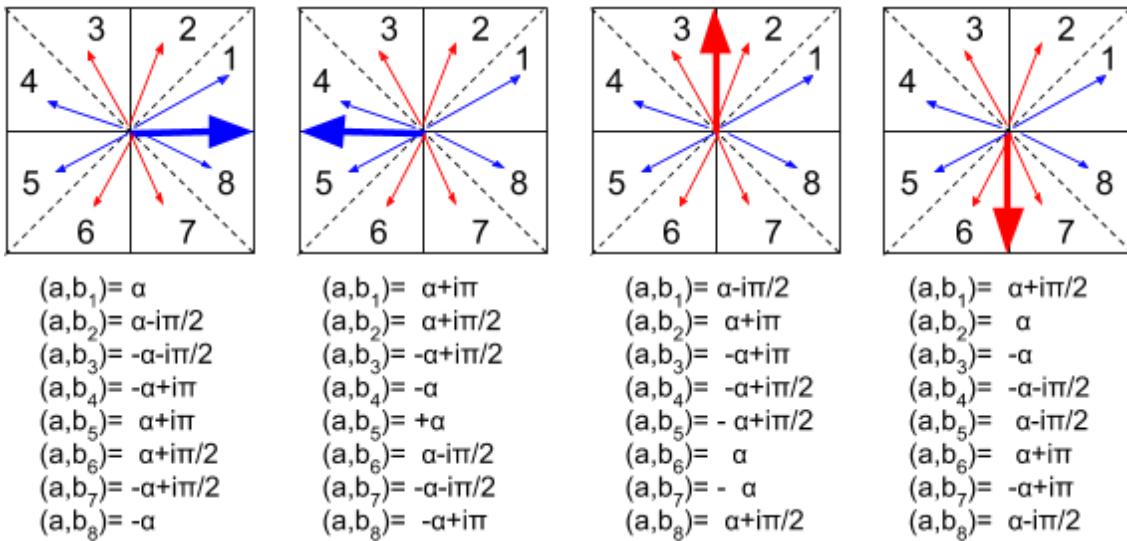 3 2
4 1
5 8
6 7
(a,b₁)= α
(a,b₂)= α-iπ/2
(a,b₃)= -α-iπ/2
(a,b₄)= -α+iπ
(a,b₅)= α+iπ
(a,b₆)= α+iπ/2
(a,b₇)= -α+iπ/2
(a,b₈)= -α
3 2
4 1
5 8
6 7
(a,b₁)= α+iπ
(a,b₂)= α+iπ/2
(a,b₃)= -α+iπ/2
(a,b₄)= -α
(a,b₅)= +α
(a,b₆)= α-iπ/2
(a,b₇)= -α-iπ/2
(a,b₈)= -α+iπ
3 2
4 1
5 8
6 7
(a,b₁)= α-iπ/2
(a,b₂)= α+iπ
(a,b₃)= -α+iπ
(a,b₄)= -α+iπ/2
(a,b₅)= - α+iπ/2
(a,b₆)= α
(a,b₇)= - α
(a,b₈)= α+iπ/2
3 2
4 1
5 8
6 7
(a,b₁)= α+iπ/2
(a,b₂)= α
(a,b₃)= -α
(a,b₄)= -α-iπ/2
(a,b₅)= α-iπ/2
(a,b₆)= α+iπ
(a,b₇)= -α+iπ
(a,b₈)= α-iπ/2